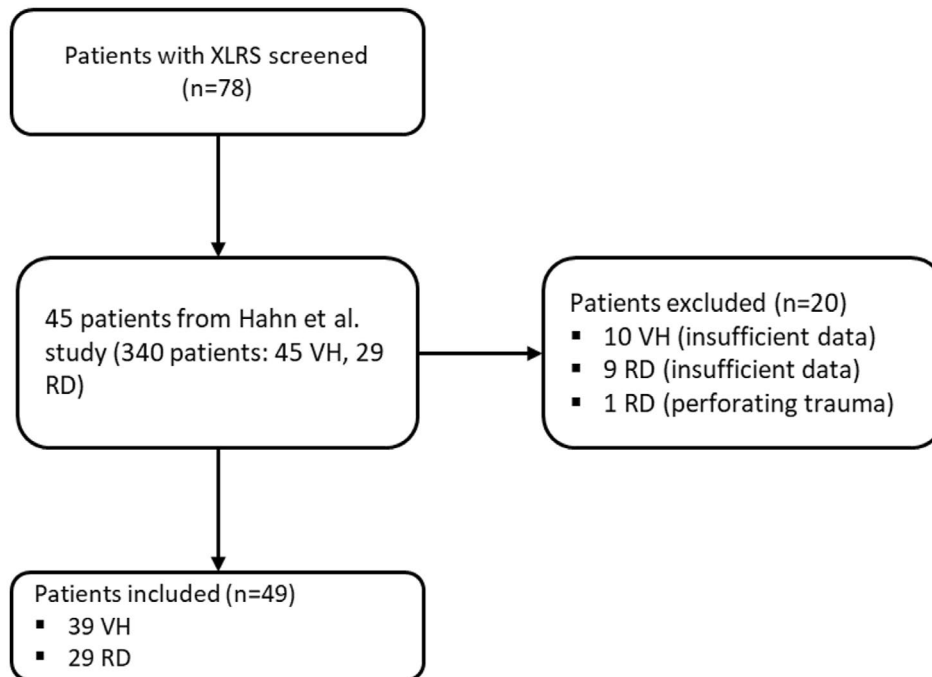 Patients with XLRS screened
(n=78)
45 patients from Hahn et al.
study (340 patients: 45 VH, 29
RD)
Patients excluded (n=20)
▪ 10 VH (insufficient data)
▪ 9 RD (insufficient data)
▪ 1 RD (perforating trauma)
Patients included (n=49)
▪ 39 VH
▪ 29 RD